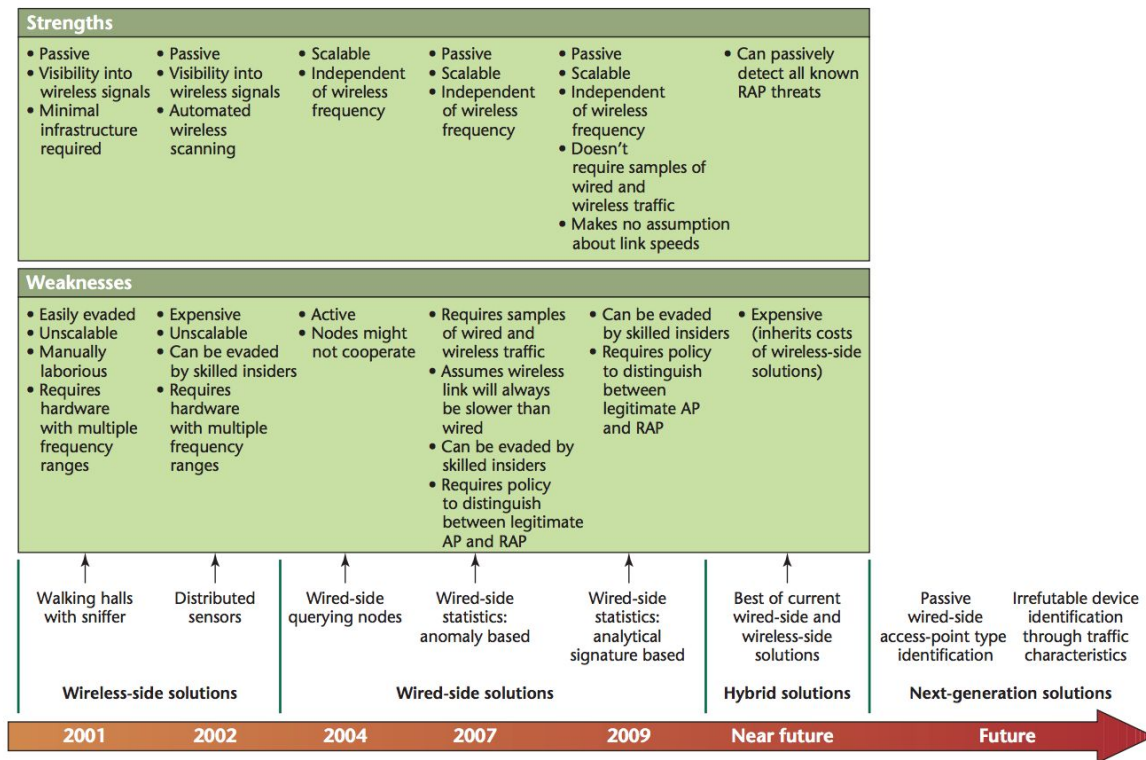 Strengths
• Passive
• Visibility into
wireless signals
• Minimal
infrastructure
required
• Passive
• Visibility into
wireless signals
• Automated
wireless
scanning
• Scalable
• Independent
of wireless
frequency
• Passive
• Scalable
• Independent
of wireless
frequency
• Passive
• Scalable
• Independent
of wireless
frequency
• Doesn't
require samples of
wired and
wireless traffic
• Makes no assumption
about link speeds
• Can passively
detect all known
RAP threats
Weaknesses
• Easily evaded
• Unscalable
• Manually
laborious
• Requires
hardware
with multiple
frequency
ranges
• Expensive
• Unscalable
• Can be evaded
by skilled insiders
• Requires
hardware
with multiple
frequency
ranges
• Active
• Nodes might
not cooperate
• Requires samples
of wired and
wireless traffic
• Assumes wireless
link will always
be slower than
wired
• Can be evaded by
skilled insiders
• Requires policy
to distinguish
between legitimate
AP and RAP
• Can be evaded
by skilled insiders
• Requires policy
to distinguish
between
legitimate AP
and RAP
• Expensive
(inherits costs
of wireless-side
solutions)
Walking halls
with sniffer
Distributed
sensors
Wired-side
querying nodes
Wired-side
statistics:
anomaly based
Wired-side
statistics:
analytical
signature based
Best of current
wired-side and
wireless-side
solutions
Passive
wired-side
access-point type
identification
Irrefutable device
identification
through traffic
characteristics
Wireless-side solutions
Wired-side solutions
Hybrid solutions
Next-generation solutions
2001
2002
2004
2007
2009
Near future
Future